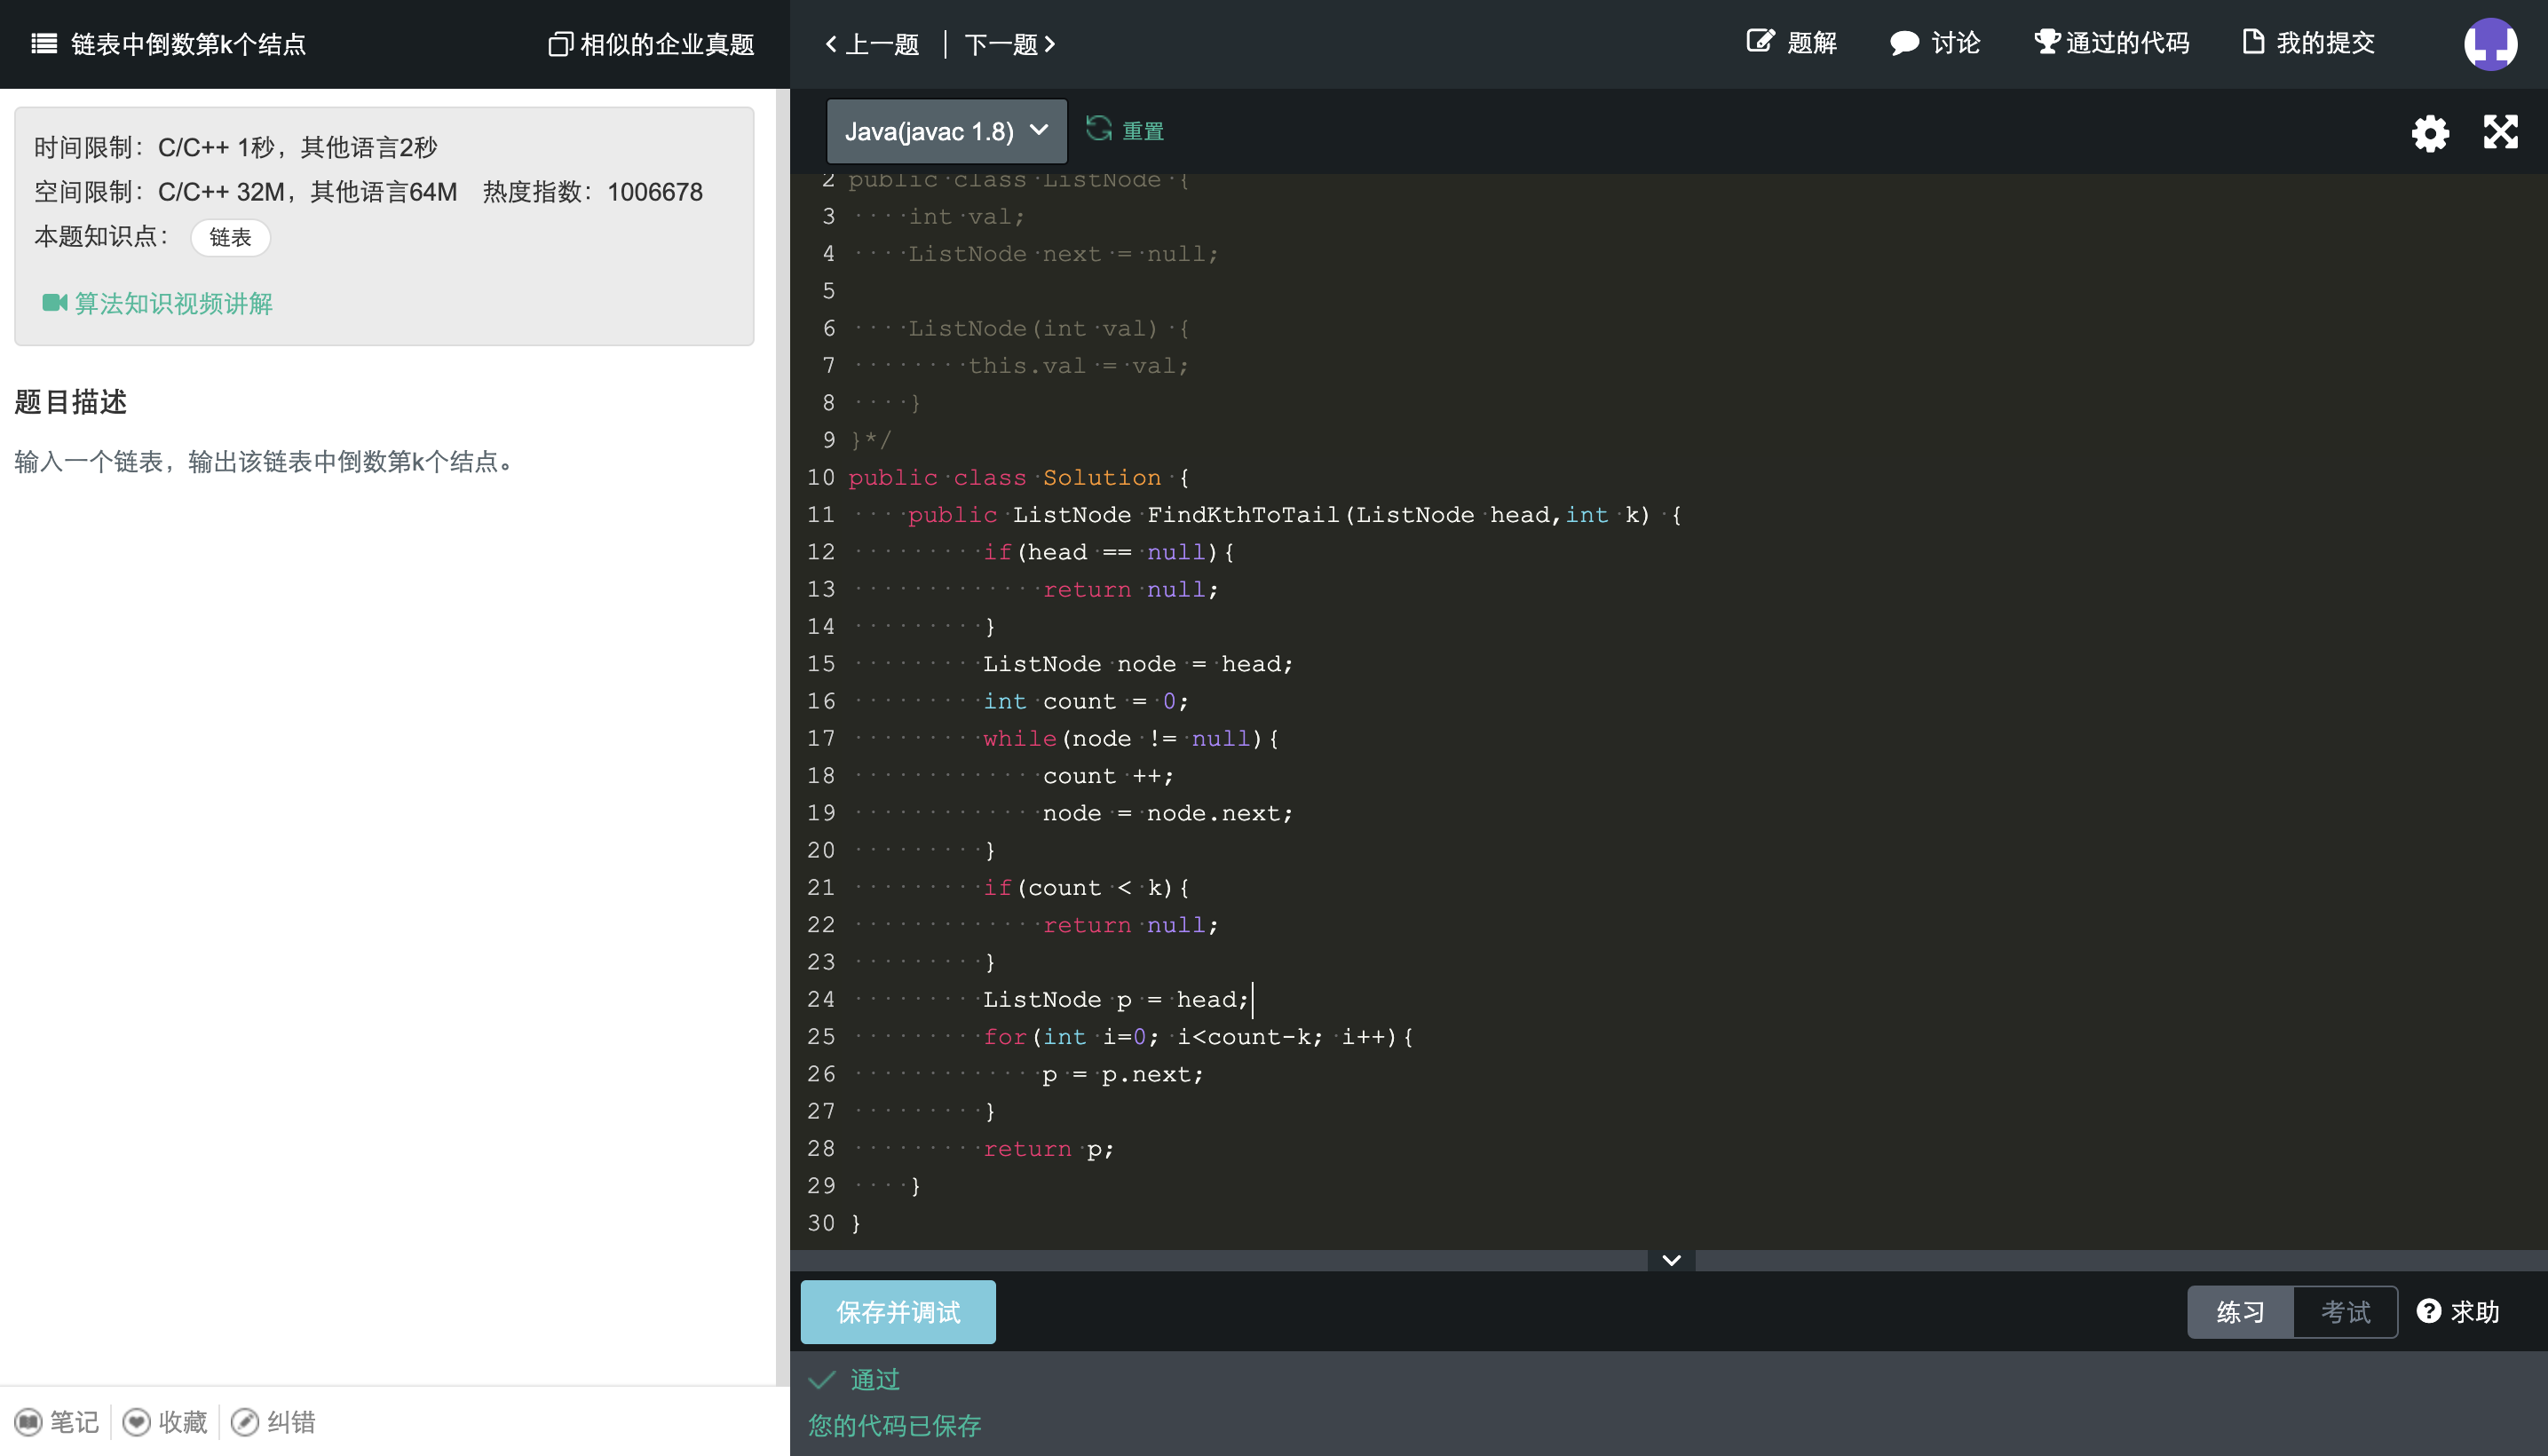 链表中倒数第k个结点
相似的企业真题
上一题 | 下一题
题解
讨论
通过的代码
我的提交
时间限制：C/C++ 1秒，其他语言2秒
空间限制：C/C++ 32M，其他语言64M 热度指数：1006678
本题知识点： 链表
算法知识视频讲解
题目描述
输入一个链表，输出该链表中倒数第k个结点。
笔记
收藏
纠错
Java(javac 1.8)
重置
2 public class ListNode {
3     int val;
4     ListNode next = null;
5
6     ListNode(int val) {
7         this.val = val;
8     }
9 }*/
10 public class Solution {
11     public ListNode FindKthToTail(ListNode head,int k) {
12          if(head == null){
13              return null;
14          }
15          ListNode node = head;
16          int count = 0;
17          while(node != null){
18              count ++;
19              node = node.next;
20          }
21          if(count < k){
22              return null;
23          }
24          ListNode p = head;
25          for(int i=0; i<count-k; i++){
26              p = p.next;
27          }
28          return p;
29     }
30 }
保存并调试
练习
考试
求助
通过
您的代码已保存